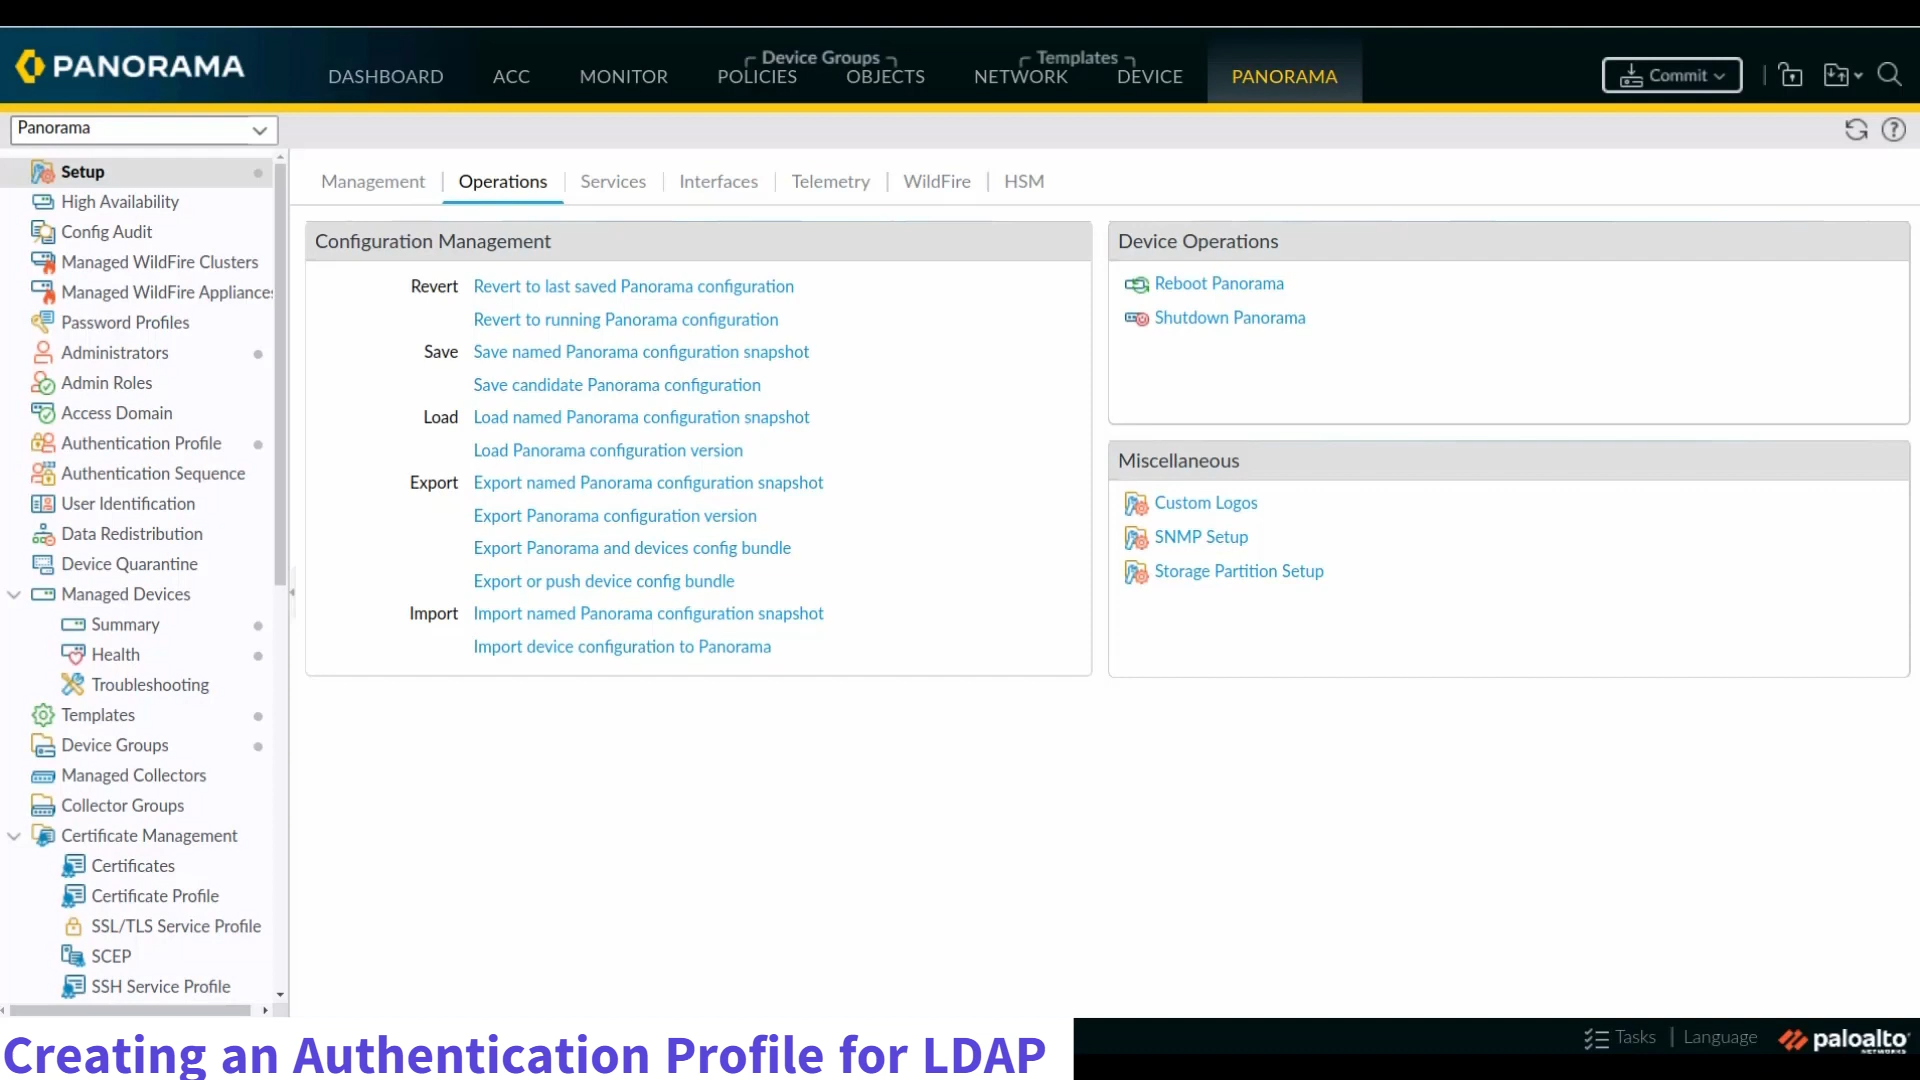 PANORAMA
DASHBOARD
ACC
MONITOR
Device Groups
POLICIES
OBJECTS
Templates
NETWORK
DEVICE
PANORAMA
Commit
Panorama
Setup
High Availability
Config Audit
Managed WildFire Clusters
Managed WildFire Appliances
Password Profiles
Administrators
Admin Roles
Access Domain
Authentication Profile
Authentication Sequence
User Identification
Data Redistribution
Device Quarantine
Managed Devices
Summary
Health
Troubleshooting
Templates
Device Groups
Managed Collectors
Collector Groups
Certificate Management
Certificates
Certificate Profile
SSL/TLS Service Profile
SCEP
SSH Service Profile
Management
Operations
Services
Interfaces
Telemetry
WildFire
HSM
Configuration Management
Revert Revert to last saved Panorama configuration
Revert to running Panorama configuration
Save Save named Panorama configuration snapshot
Save candidate Panorama configuration
Load Load named Panorama configuration snapshot
Load Panorama configuration version
Export Export named Panorama configuration snapshot
Export Panorama configuration version
Export Panorama and devices config bundle
Export or push device config bundle
Import Import named Panorama configuration snapshot
Import device configuration to Panorama
Device Operations
Reboot Panorama
Shutdown Panorama
Miscellaneous
Custom Logos
SNMP Setup
Storage Partition Setup
Creating an Authentication Profile for LDAP
Tasks
Language
paloalto
NETWORKS